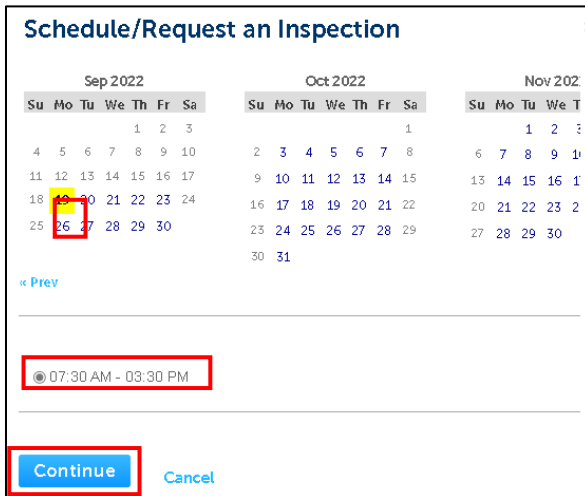 Schedule/Request an Inspection
Sep 2022 Oct 2022 Nov 202
Su Mo Tu We Th Fr Sa Su Mo Tu We Th Fr Sa Su Mo Tu We T
1 2 3 1 1 2 3
4 5 6 7 8 9 10 2 3 4 5 6 7 8 6 7 8 9
11 12 13 14 15 16 17 9 10 11 12 13 14 15 13 14 15 16
18 19 20 21 22 23 24 16 17 18 19 20 21 22 20 21 22 23
25 26 27 28 29 30 23 24 25 26 27 28 29 27 28 29 30
30 31
« Prev
07:30 AM - 03:30 PM
Continue Cancel